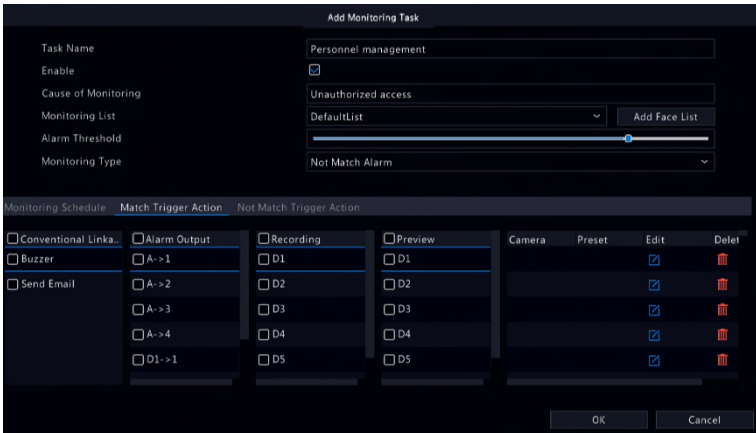 Add Monitoring Task
Task Name Personnel management
Enable
Cause of Monitoring Unauthorized access
Monitoring List DefaultList Add Face List
Alarm Threshold
Monitoring Type Not Match Alarm
Monitoring Schedule Match Trigger Action Not Match Trigger Action
Conventional Linka.. Alarm Output Recording Preview Camera Preset Edit Delet
Buzzer A->1 D1 D1
Send Email A->2 D2 D2
A->3 D3 D3
A->4 D4 D4
D1->1 D5 D5
OK Cancel